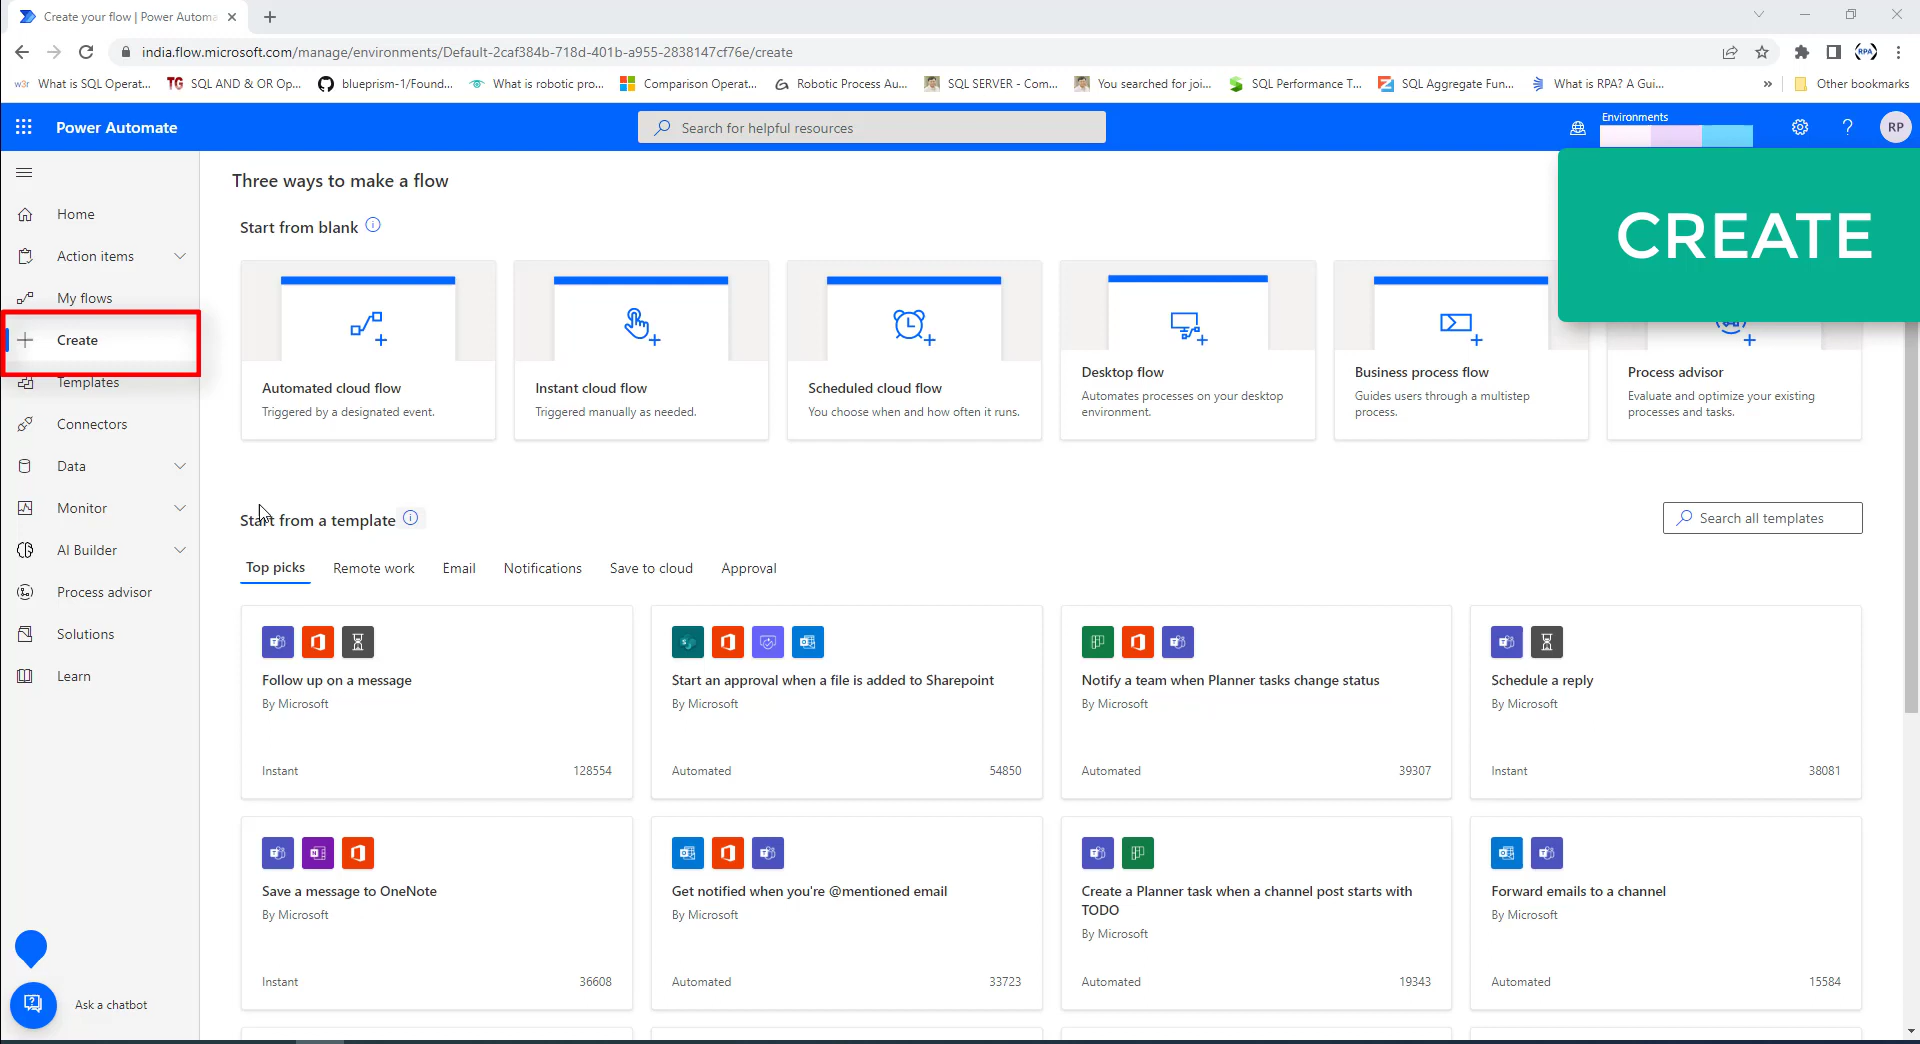 Create your flow | Power Automa
india.flow.microsoft.com/manage/environments/Default-2caf384b-718d-401b-a955-2838147cf76e/create
(RPA)
w3r What is SQL Operat... TG SQL AND & OR Op... blueprism-1/Found... What is robotic pro... Comparison Operat... Robotic Process Au... SQL SERVER - Com... You searched for joi... SQL Performance T... SQL Aggregate Fun... What is RPA? A Gui... » Other bookmarks
Power Automate
Search for helpful resources
Environments
? RP
CREATE
Home
Action items
My flows
Create
Templates
Connectors
Data
Monitor
AI Builder
Process advisor
Solutions
Learn
Ask a chatbot
Three ways to make a flow
Start from blank
Automated cloud flow
Triggered by a designated event.
Instant cloud flow
Triggered manually as needed.
Scheduled cloud flow
You choose when and how often it runs.
Desktop flow
Automates processes on your desktop
environment.
Business process flow
Guides users through a multistep
process.
Process advisor
Evaluate and optimize your existing
processes and tasks.
Start from a template
Search all templates
Top picks Remote work Email Notifications Save to cloud Approval
Follow up on a message
By Microsoft
Instant 128554
Start an approval when a file is added to Sharepoint
By Microsoft
Automated 54850
Notify a team when Planner tasks change status
By Microsoft
Automated 39307
Schedule a reply
By Microsoft
Instant 38081
Save a message to OneNote
By Microsoft
Instant 36608
Get notified when you're @mentioned email
By Microsoft
Automated 33723
Create a Planner task when a channel post starts with
TODO
By Microsoft
Automated 19343
Forward emails to a channel
By Microsoft
Automated 15584